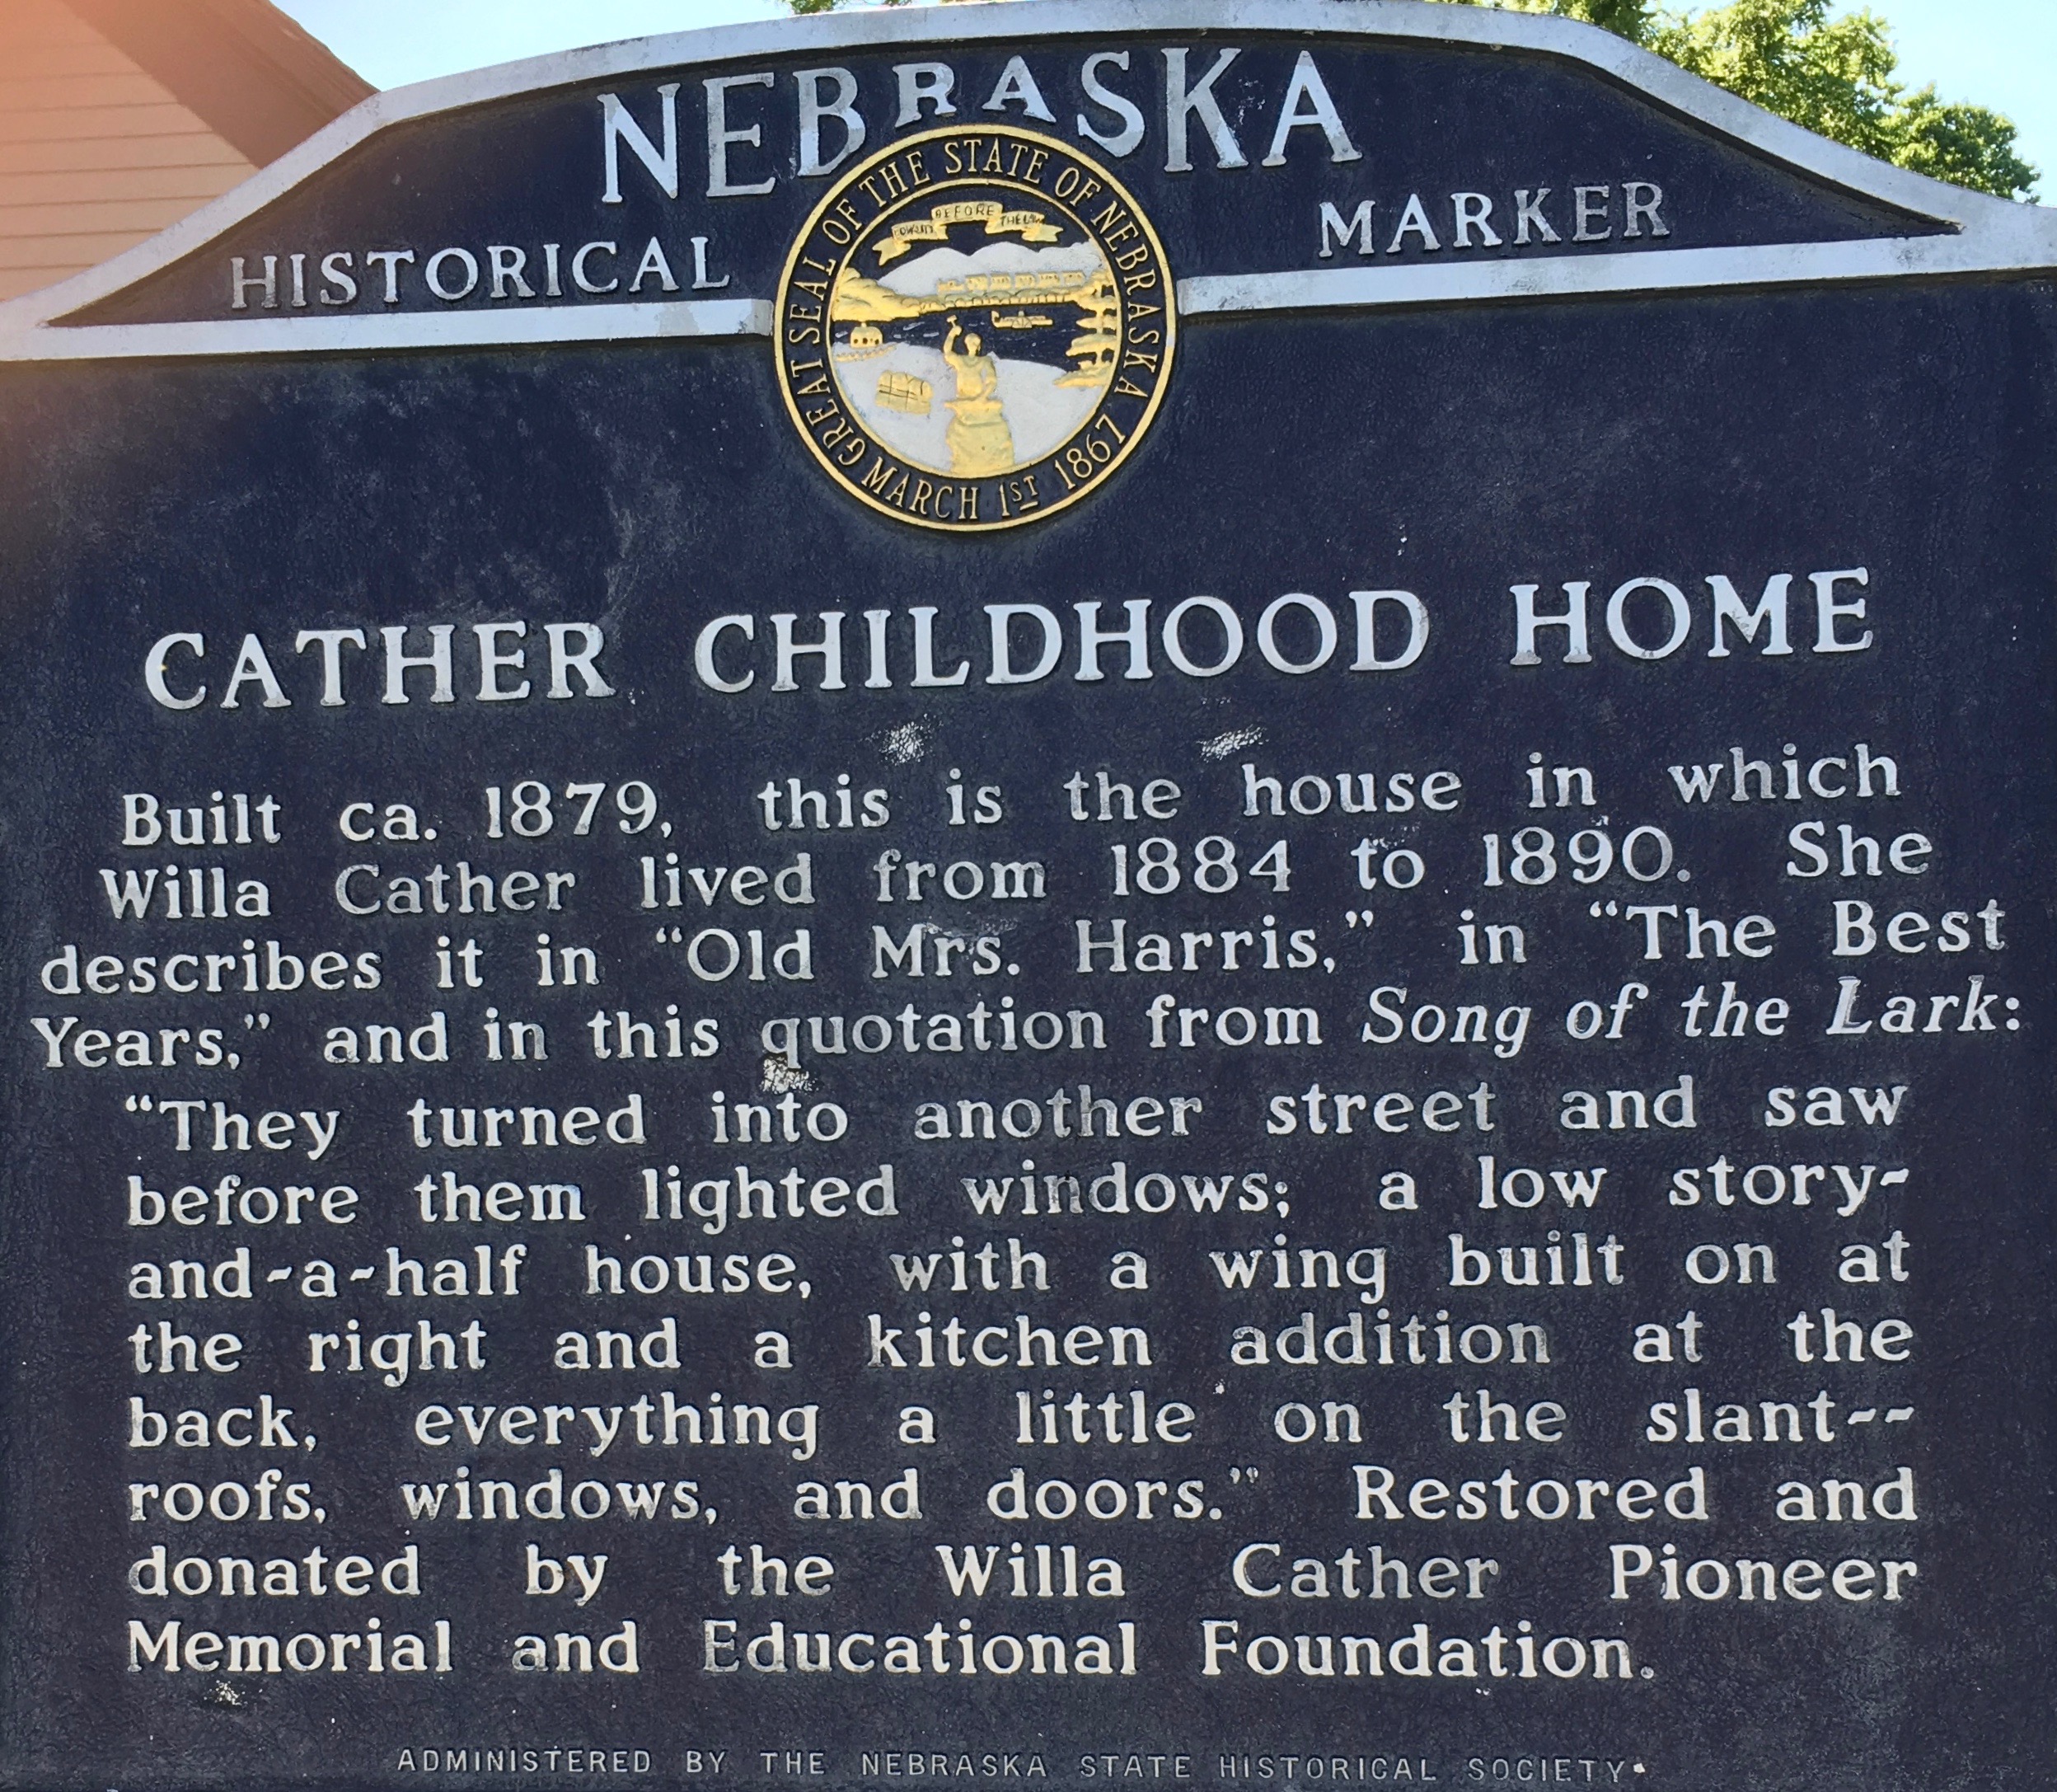 NEBRASKA
HISTORICAL MARKER
GREAT SEAL OF THE STATE OF NEBRASKA
EQUALITY BEFORE THE LAW
MARCH 1ST 1867
CATHER CHILDHOOD HOME
Built ca. 1879, this is the house in which
Willa Cather lived from 1884 to 1890. She
describes it in “Old Mrs. Harris,” in “The Best
Years,” and in this quotation from Song of the Lark:
“They turned into another street and saw
before them lighted windows; a low story-
and-a-half house, with a wing built on at
the right and a kitchen addition at the
back, everything a little on the slant--
roofs, windows, and doors.” Restored and
donated by the Willa Cather Pioneer
Memorial and Educational Foundation.
ADMINISTERED BY THE NEBRASKA STATE HISTORICAL SOCIETY